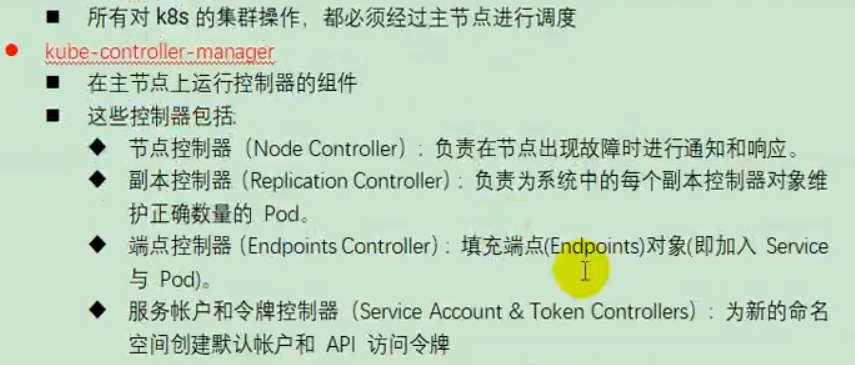 ■ 所有对 k8s 的集群操作，都必须经过主节点进行调度
● kube-controller-manager
■ 在主节点上运行控制器的组件
■ 这些控制器包括:
◆ 节点控制器（Node Controller）: 负责在节点出现故障时进行通知和响应。
◆ 副本控制器（Replication Controller）: 负责为系统中的每个副本控制器对象维
护正确数量的 Pod。
◆ 端点控制器（Endpoints Controller）: 填充端点(Endpoints)对象(即加入 Service
与 Pod)。
◆ 服务帐户和令牌控制器（Service Account & Token Controllers）: 为新的命名
空间创建默认帐户和 API 访问令牌